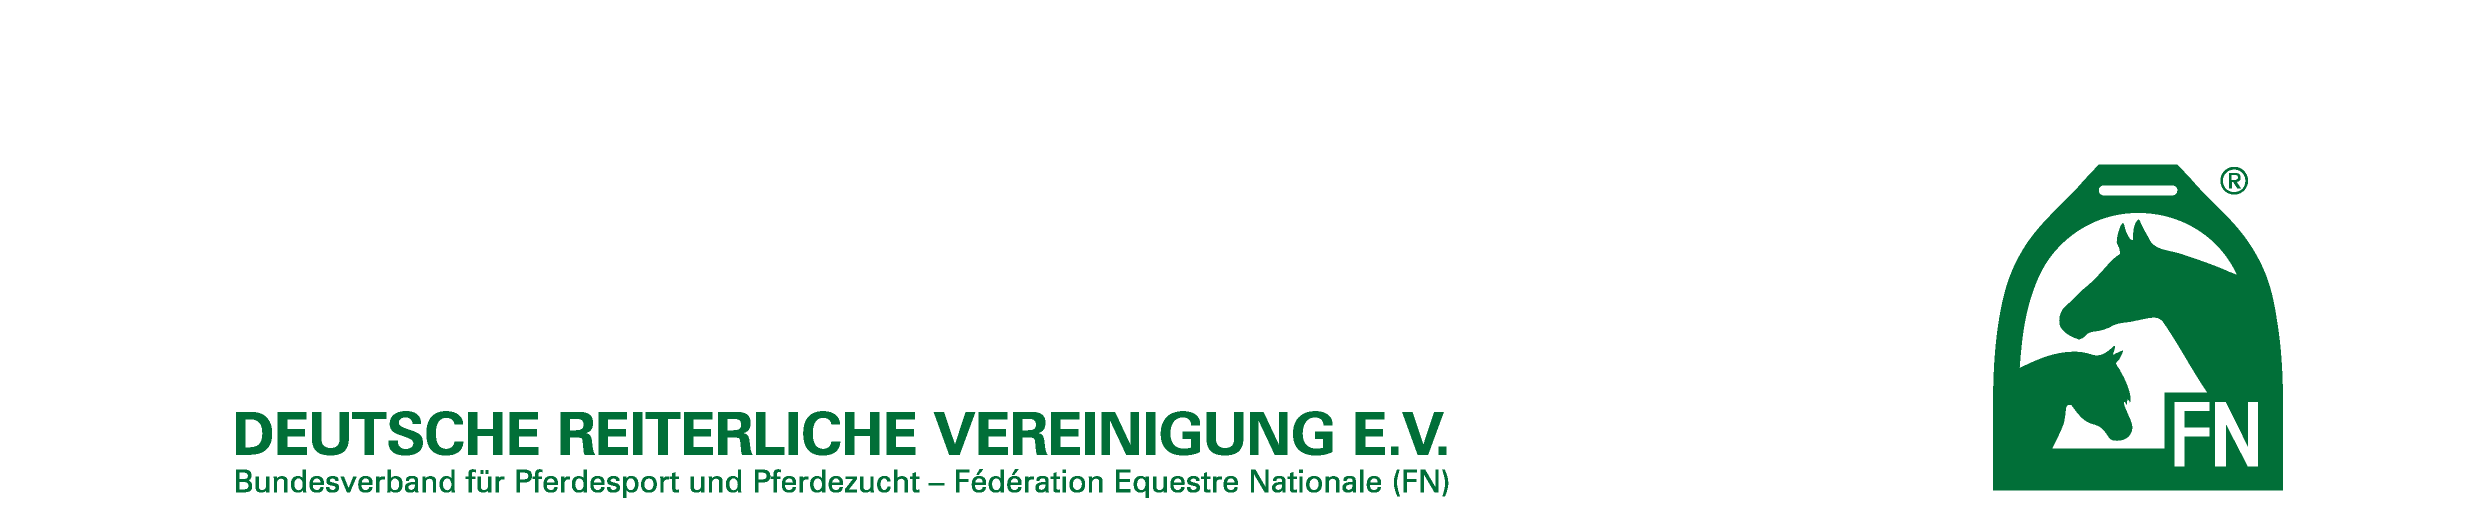 DEUTSCHE REITERLICHE VEREINIGUNG E.V.
Bundesverband für Pferdesport und Pferdezucht – Fédération Equestre Nationale (FN)
®
FN